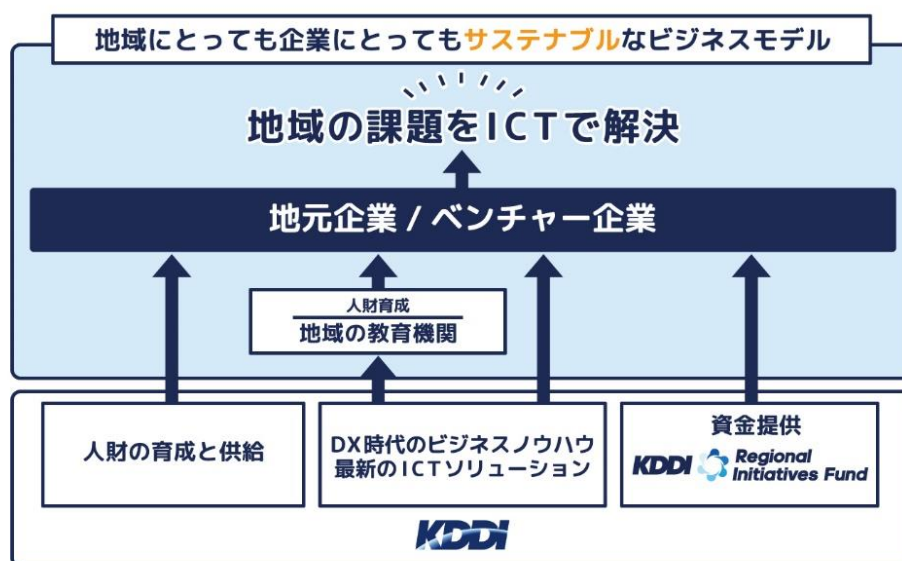 地域にとっても企業にとってもサステナブルなビジネスモデル
地域の課題をICTで解決
地元企業 / ベンチャー企業
人財育成
地域の教育機関
人財の育成と供給
DX時代のビジネスノウハウ
最新のICTソリューション
資金提供
KDDI Regional
Initiatives Fund
KDDI